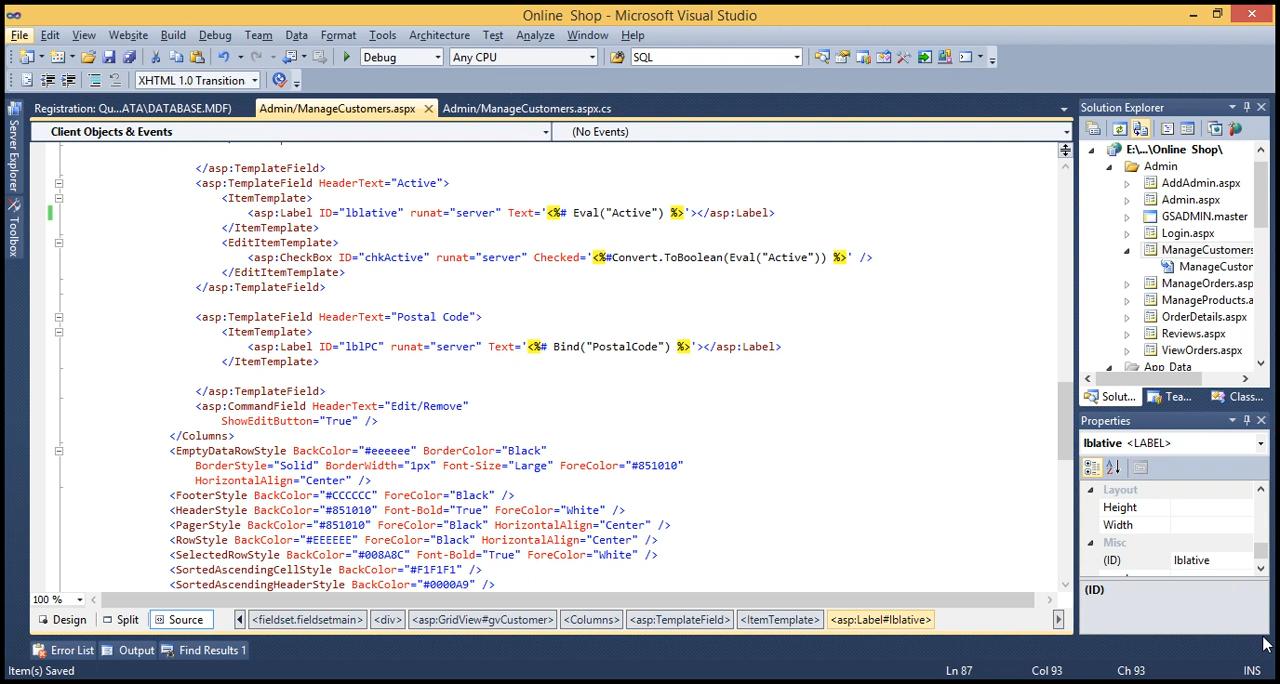 Online Shop - Microsoft Visual Studio
File Edit View Website Build Debug Team Data Format Architecture Tools Test Analyze Window Help
Debug Any CPU SQL
XHTML 1.0 Transition
Registration: Qu...ATA\DATABASE.MDF) Admin/ManageCustomers.aspx Admin/ManageCustomers.aspx.cs
Client Objects & Events (No Events)
</asp:TemplateField>
<asp:TemplateField HeaderText="Active">
<ItemTemplate>
<asp:Label ID="lblative" runat="server" Text='<%# Eval("Active") %>'></asp:Label>
</ItemTemplate>
<EditItemTemplate>
<asp:CheckBox ID="chkActive" runat="server" Checked='<%#Convert.ToBoolean(Eval("Active")) %>' />
</EditItemTemplate>
</asp:TemplateField>
<asp:TemplateField HeaderText="Postal Code">
<ItemTemplate>
<asp:Label ID="lblPC" runat="server" Text='<%# Bind("PostalCode") %>'></asp:Label>
</ItemTemplate>
</asp:TemplateField>
<asp:CommandField HeaderText="Edit/Remove"
ShowEditButton="True" />
</Columns>
<EmptyDataRowStyle BackColor="#eeeeee" BorderColor="Black"
BorderStyle="Solid" BorderWidth="1px" Font-Size="Large" ForeColor="#851010"
HorizontalAlign="Center" />
<FooterStyle BackColor="#CCCCCC" ForeColor="Black" />
<HeaderStyle BackColor="#851010" Font-Bold="True" ForeColor="White" />
<PagerStyle BackColor="#851010" ForeColor="Black" HorizontalAlign="Center" />
<RowStyle BackColor="#EEEEEE" ForeColor="Black" HorizontalAlign="Center" />
<SelectedRowStyle BackColor="#008A8C" Font-Bold="True" ForeColor="White" />
<SortedAscendingCellStyle BackColor="#F1F1F1" />
<SortedAscendingHeaderStyle BackColor="#0000A9" />
100 %
Design Split Source <fieldset.fieldsetmain> <div> <asp:GridView#gvCustomer> <Columns> <asp:TemplateField> <ItemTemplate> <asp:Label#lblative>
Error List Output Find Results 1
Item(s) Saved Ln 87 Col 93 Ch 93 INS
Server Explorer
Toolbox
Solution Explorer
E:\...\Online Shop\
Admin
AddAdmin.aspx
Admin.aspx
GSADMIN.master
Login.aspx
ManageCustomers
ManageCustor
ManageOrders.asp
ManageProducts.a
OrderDetails.aspx
Reviews.aspx
ViewOrders.aspx
App_Data
Solut... Tea... Class...
Properties
lblative <LABEL>
Layout
Height
Width
Misc
(ID) lblative
(ID)